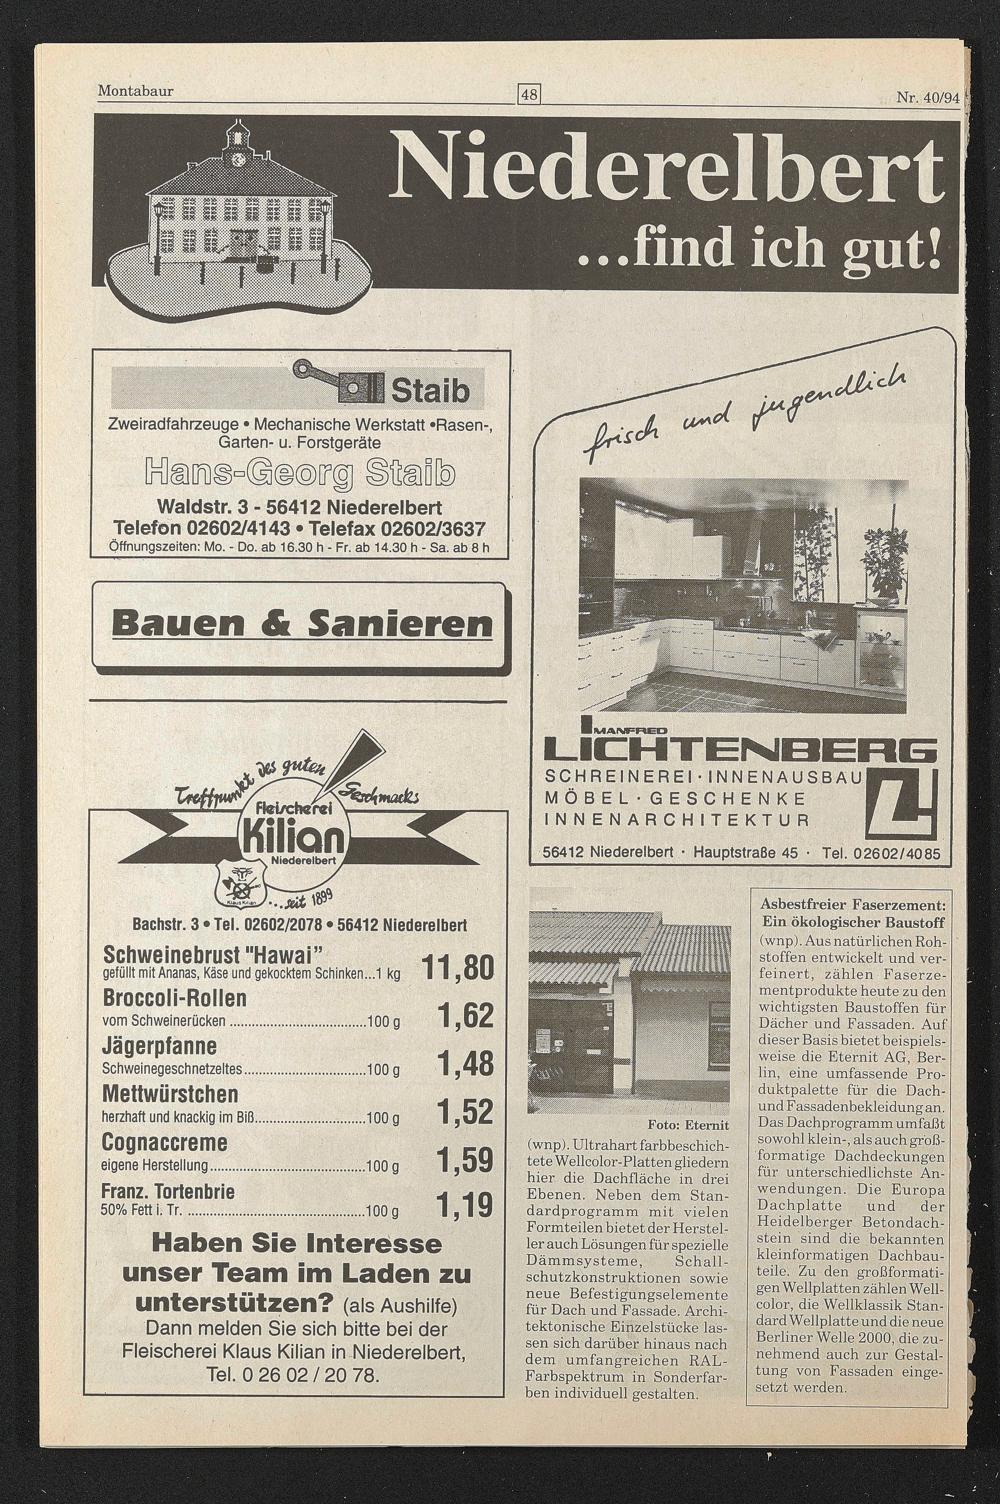 Montabaur
48
Nr. 40/94
Niederelbert
...find ich gut!
Staib
Zweiradfahrzeuge • Mechanische Werkstatt •Rasen-,
Garten- u. Forstgeräte
Hans-Georg Staib
Waldstr. 3 - 56412 Niederelbert
Telefon 02602/4143 • Telefax 02602/3637
Öffnungszeiten: Mo. - Do. ab 16.30 h - Fr. ab 14.30 h - Sa. ab 8 h
Bauen & Sanieren
Treffpunkt des guten Geschmacks
Fleischerei
Kilian
Niederelbert
Klaus Kilian
...seit 1899
Bachstr. 3 • Tel. 02602/2078 • 56412 Niederelbert
Schweinebrust "Hawai"
gefüllt mit Ananas, Käse und gekocktem Schinken...1 kg 11,80
Broccoli-Rollen
vom Schweinerücken ...................................100 g 1,62
Jägerpfanne
Schweinegeschnetzeltes...............................100 g 1,48
Mettwürstchen
herzhaft und knackig im Biß............................100 g 1,52
Cognaccreme
eigene Herstellung.......................................100 g 1,59
Franz. Tortenbrie
50% Fett i. Tr. .............................................100 g 1,19
Haben Sie Interesse
unser Team im Laden zu
unterstützen? (als Aushilfe)
Dann melden Sie sich bitte bei der
Fleischerei Klaus Kilian in Niederelbert,
Tel. 0 26 02 / 20 78.
frisch und jugendlich
MANFRED
LICHTENBERG
SCHREINEREI · INNENAUSBAU
MÖBEL · GESCHENKE
INNENARCHITEKTUR
56412 Niederelbert · Hauptstraße 45 · Tel. 02602/4085
Foto: Eternit
(wnp). Ultrahart farbbeschich-
tete Wellcolor-Platten gliedern
hier die Dachfläche in drei
Ebenen. Neben dem Stan-
dardprogramm mit vielen
Formteilen bietet der Herstel-
ler auch Lösungen für spezielle
Dämmsysteme, Schall-
schutzkonstruktionen sowie
neue Befestigungselemente
für Dach und Fassade. Archi-
tektonische Einzelstücke las-
sen sich darüber hinaus nach
dem umfangreichen RAL-
Farbspektrum in Sonderfar-
ben individuell gestalten.
Asbestfreier Faserzement:
Ein ökologischer Baustoff
(wnp). Aus natürlichen Roh-
stoffen entwickelt und ver-
feinert, zählen Faserze-
mentprodukte heute zu den
wichtigsten Baustoffen für
Dächer und Fassaden. Auf
dieser Basis bietet beispiels-
weise die Eternit AG, Ber-
lin, eine umfassende Pro-
duktpalette für die Dach-
und Fassadenbekleidung an.
Das Dachprogramm umfaßt
sowohl klein-, als auch groß-
formatige Dachdeckungen
für unterschiedlichste An-
wendungen. Die Europa
Dachplatte und der
Heidelberger Betondach-
stein sind die bekannten
kleinformatigen Dachbau-
teile. Zu den großformati-
gen Wellplatten zählen Well-
color, die Wellklassik Stan-
dard Wellplatte und die neue
Berliner Welle 2000, die zu-
nehmend auch zur Gestal-
tung von Fassaden einge-
setzt werden.